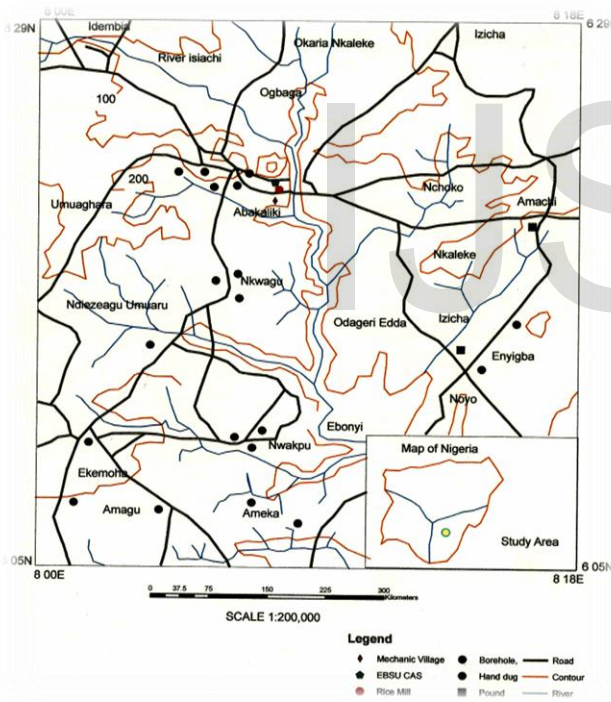 8 00E
8 18E
6 29N
6 29
Idembia
Izicha
Okaria Nkaleke
River isiachi
Ogbaga
100
IJS
200
Nchoko
Umuaghara
Abakaliki
Amachi
Nkaleke
Nkwagu
Ndiezeagu Umuaru
Odageri Edda
Izicha
Enyigba
Noyo
Ebonyi
Nwakpu
Map of Nigeria
Ekemoha
Amagu
Ameka
Study Area
05N
6 05N
8 00E
8 18E
0 37.5 75 150 225 300
Kilometers
SCALE 1:200,000
Legend
Mechanic Village Borehole, Road
EBSU CAS Hand dug Contour
Rice Mill Pound River